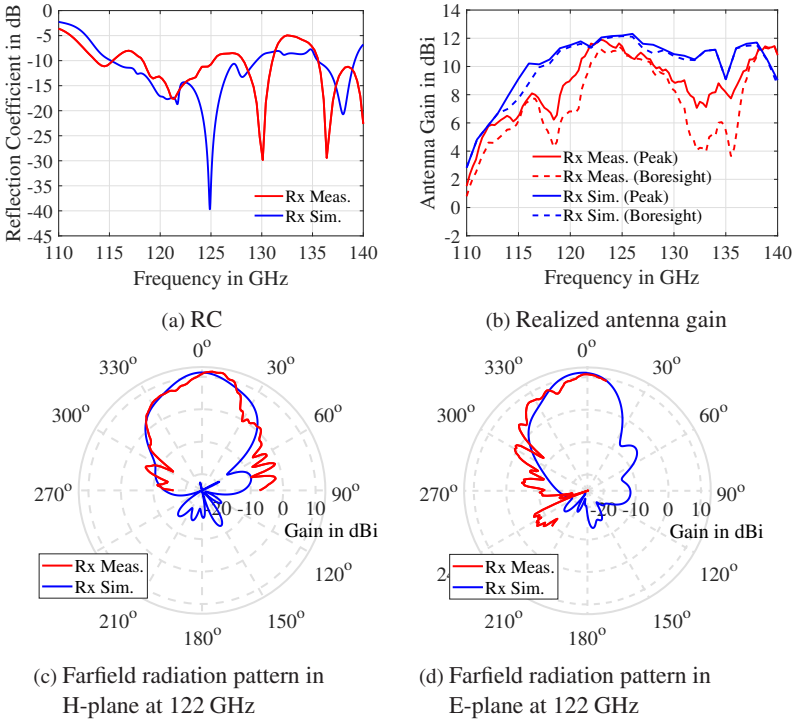 0
-5
-10
-15
-20
-25
-30
-35
-40
-45
110 115 120 125 130 135 140
Reflection Coefficient in dB
Frequency in GHz
Rx Meas.
Rx Sim.
(a) RC
14
12
10
8
6
4
2
0
-2
110 115 120 125 130 135 140
Antenna Gain in dBi
Frequency in GHz
Rx Meas. (Peak)
Rx Meas. (Boresight)
Rx Sim. (Peak)
Rx Sim. (Boresight)
(b) Realized antenna gain
0°
330° 30°
300° 60°
270° 90°
-20 -10 0 10
Gain in dBi
120°
150°
180°
210°
Rx Meas.
Rx Sim.
(c) Farfield radiation pattern in
H-plane at 122 GHz
0°
330° 30°
300° 60°
270° 90°
-20 -10 0 10
Gain in dBi
120°
150°
180°
210°
Rx Meas.
Rx Sim.
(d) Farfield radiation pattern in
E-plane at 122 GHz